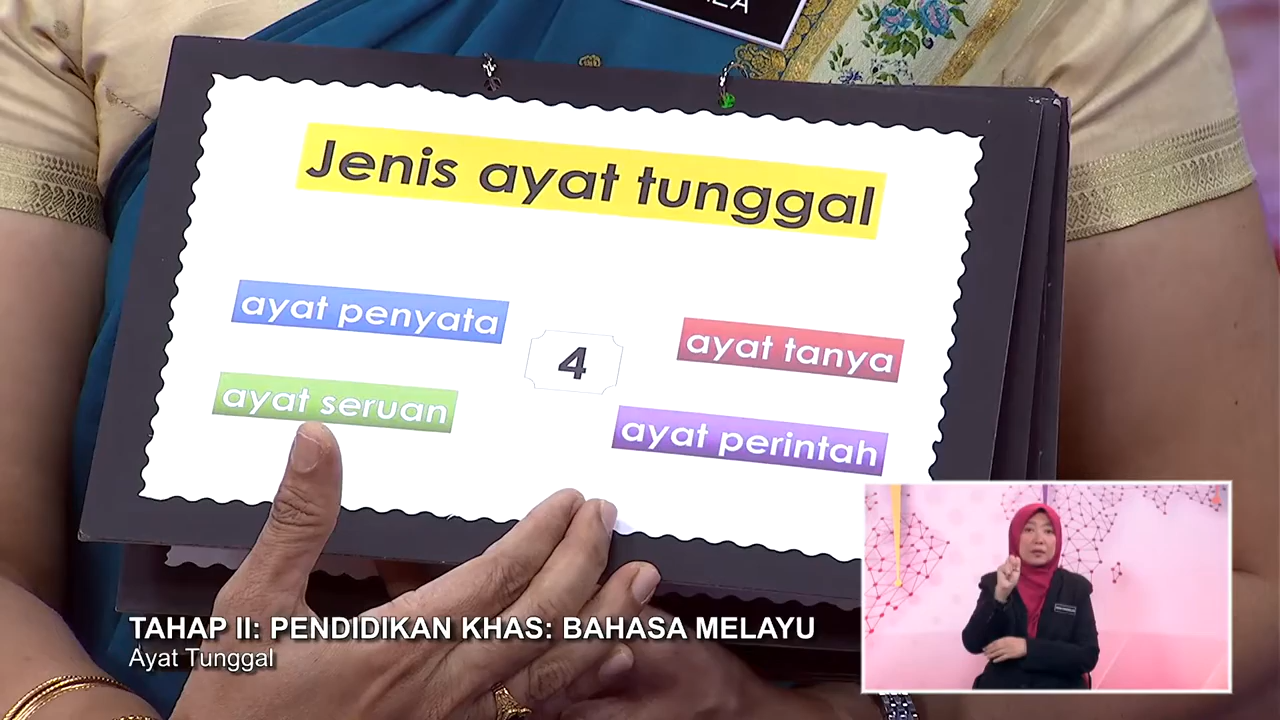 Jenis ayat tunggal
ayat penyata
4
ayat tanya
ayat seruan
ayat perintah
TAHAP II: PENDIDIKAN KHAS: BAHASA MELAYU
Ayat Tunggal